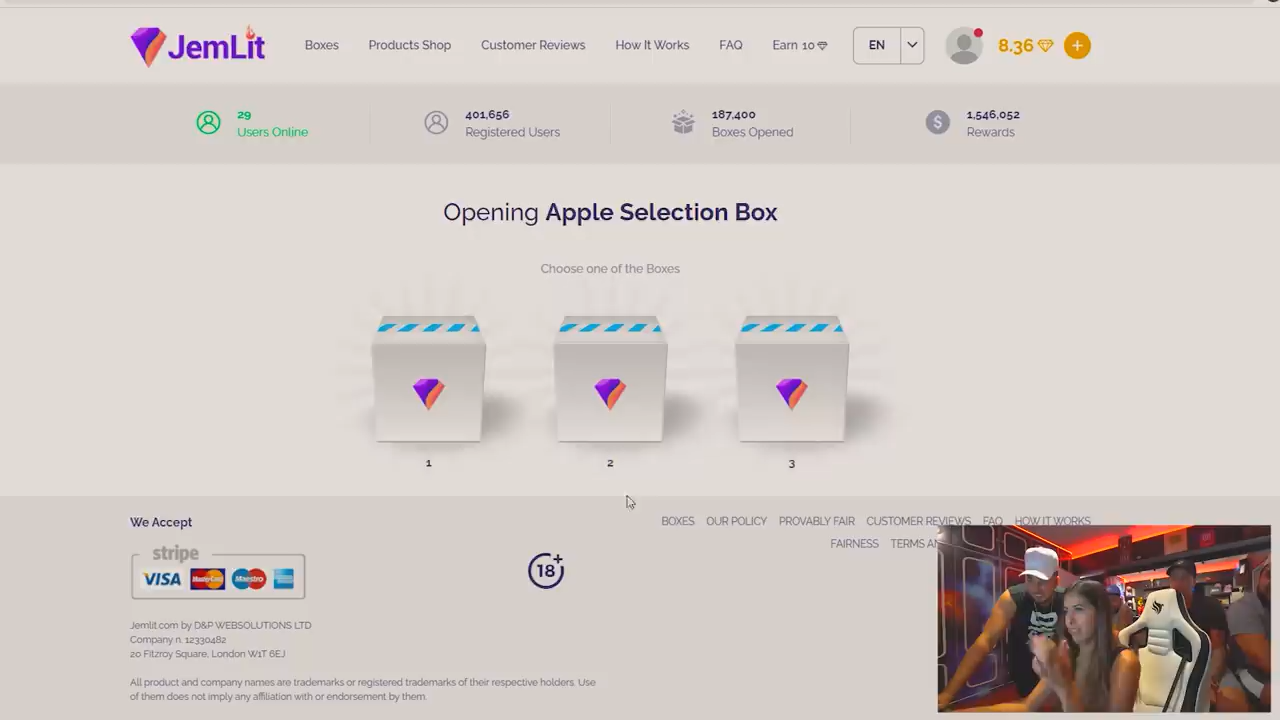 JemLit
Boxes
Products Shop
Customer Reviews
How It Works
FAQ
Earn 10
EN
8.36
29
Users Online
401,656
Registered Users
187,400
Boxes Opened
1,546,052
Rewards
Opening Apple Selection Box
Choose one of the Boxes
1
2
3
We Accept
stripe
VISA MasterCard Maestro
18+
BOXES OUR POLICY PROVABLY FAIR CUSTOMER REVIEWS FAQ HOW IT WORKS
FAIRNESS TERMS AN
Jemlit.com by D&P WEBSOLUTIONS LTD
Company n. 12330482
20 Fitzroy Square, London W1T 6EJ
All product and company names are trademarks or registered trademarks of their respective holders. Use
of them does not imply any affiliation with or endorsement by them.